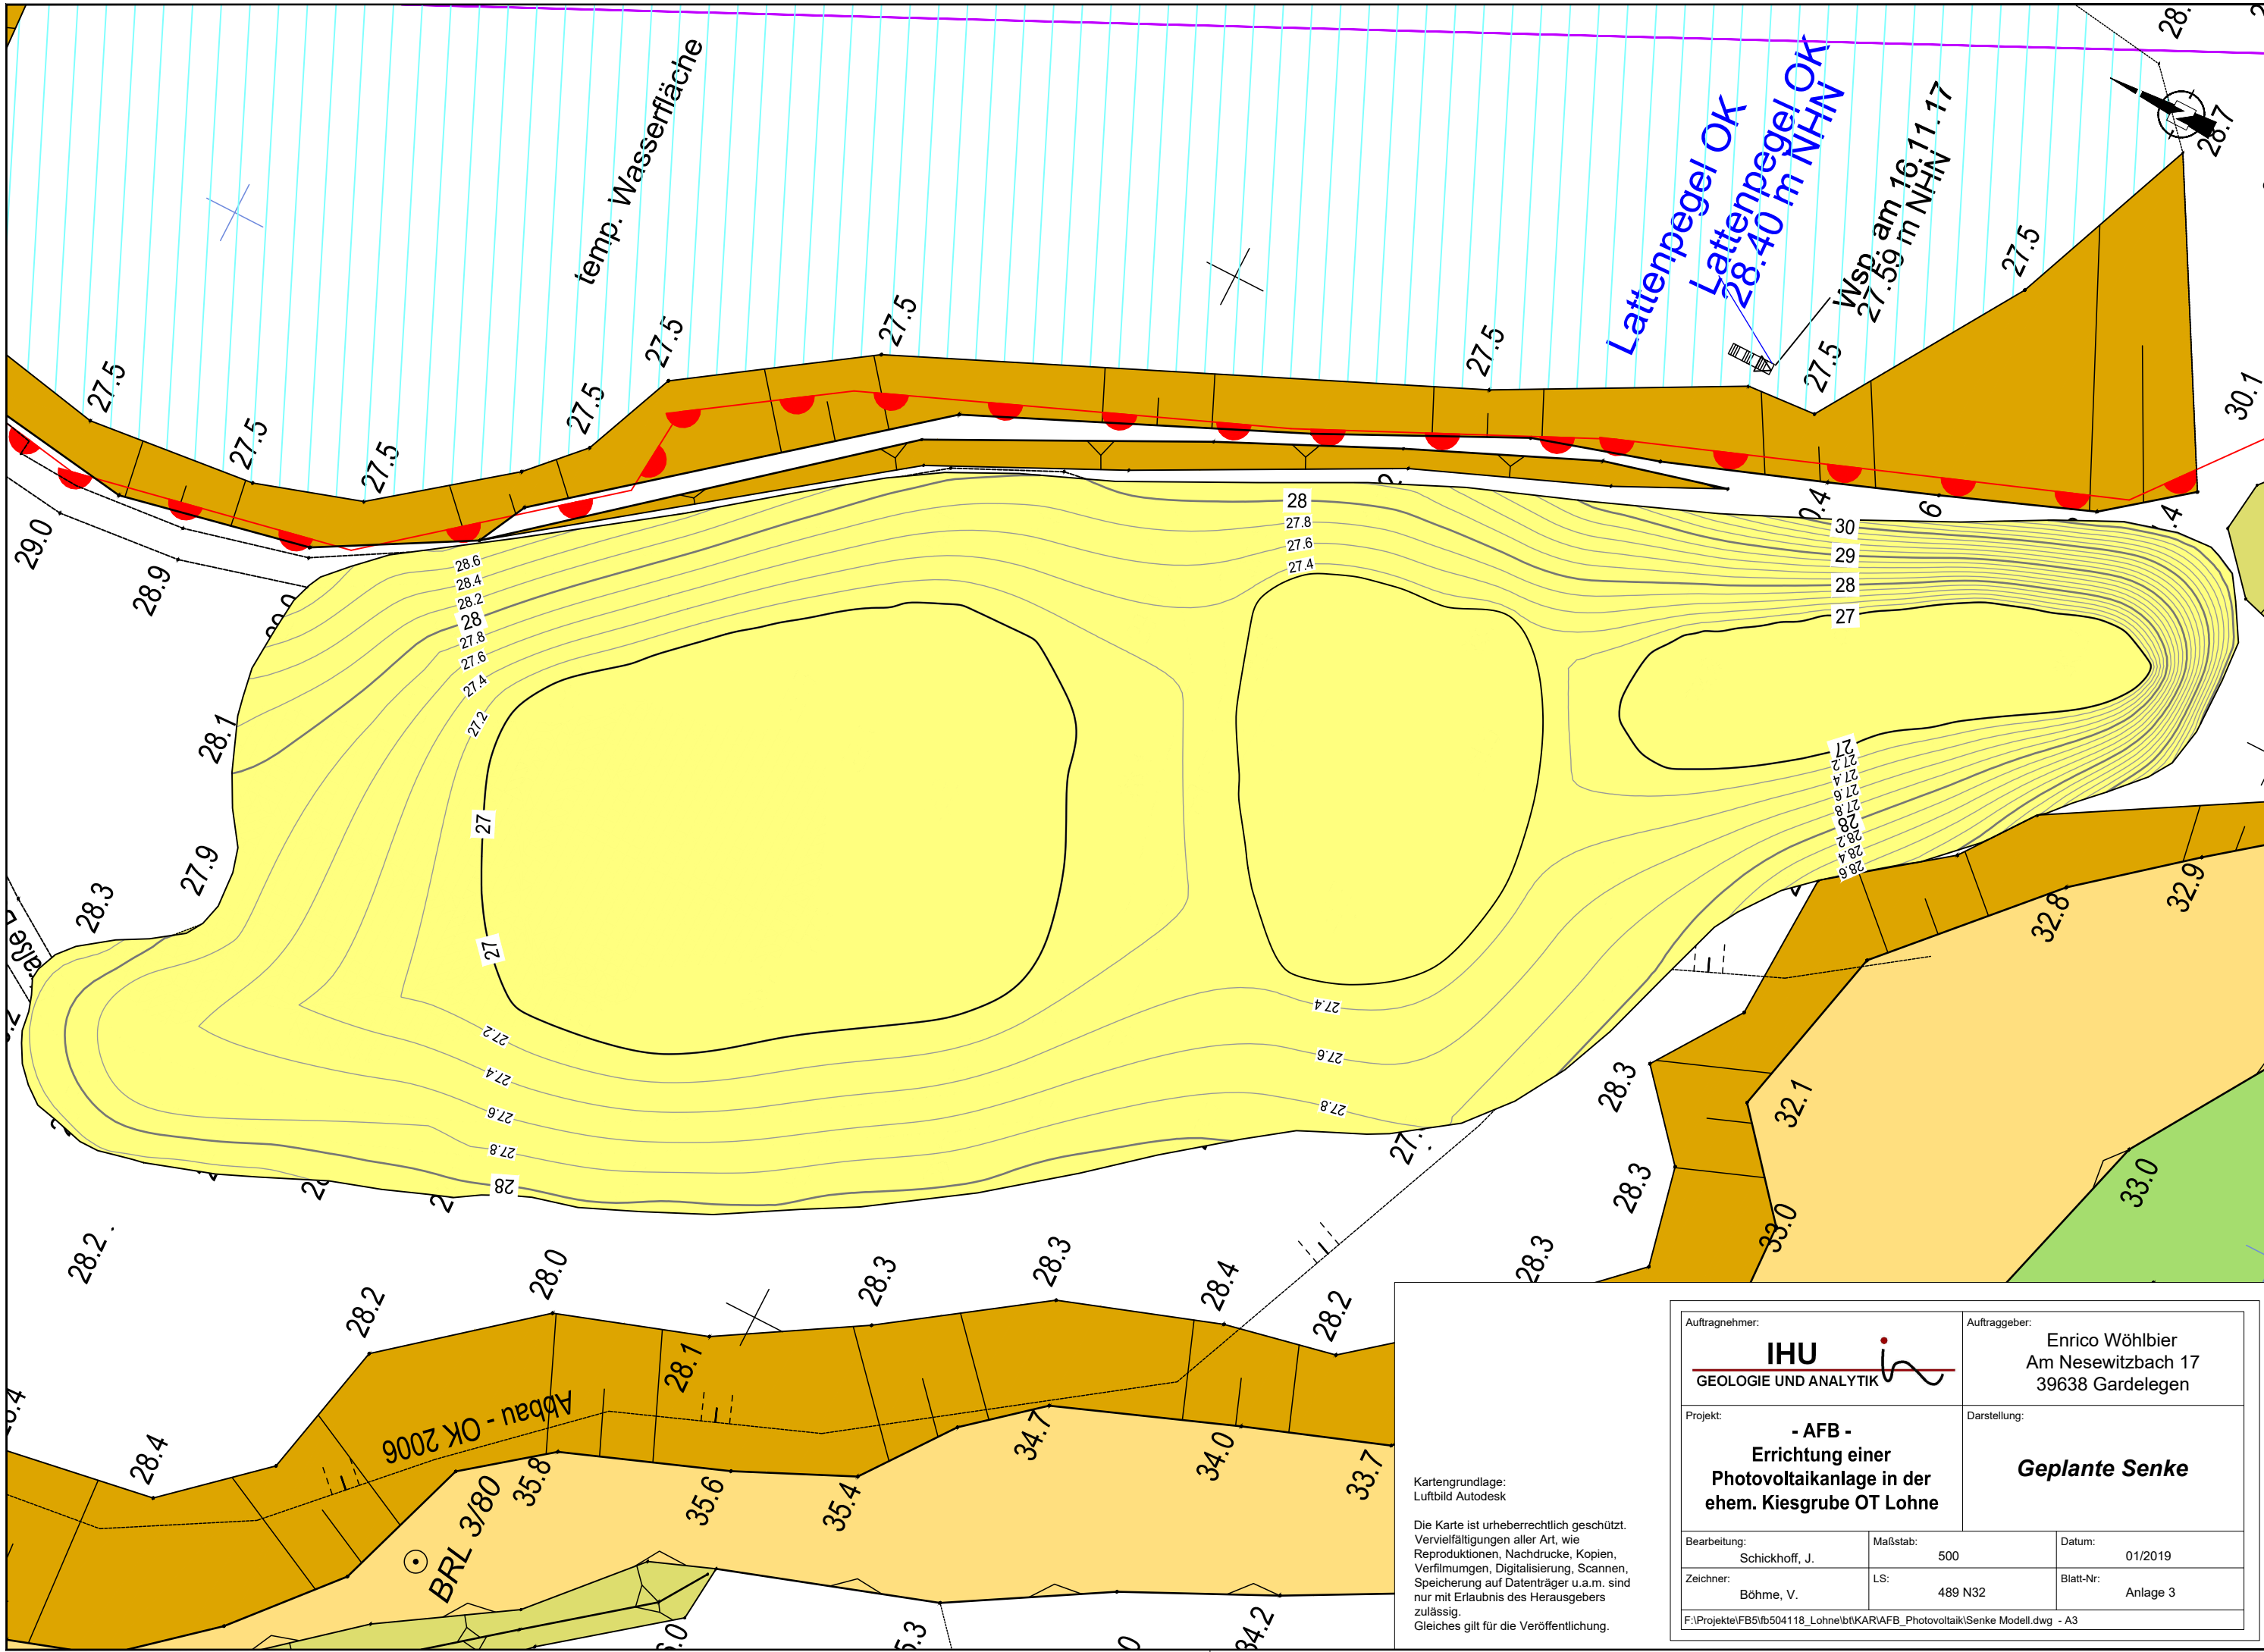 temp. Wasserfläche
Lattenpegel OK
Lattenpegel OK
28.40 m NHN
Wsp. am 16.11.17
27.59 m NHN
28.7
27.5
27.5
27.5
27.5
27.5
27.5
27.5
27.5
27.5
30.1
29.0
28.9
28.1
27.9
28.3
28.6
28.4
28.2
28
27.8
27.6
27.4
27.2
28
27.8
27.6
27.4
30
29
28
27
27
27.2
27.4
27.6
27.8
28
28.2
28.4
28.6
27
27
27.2
27.4
27.6
27.8
28
27.4
27.6
27.8
32.8
32.9
28.3
32.1
28.3
33.0
33.0
28.2
28.2
28.0
28.3
28.3
28.4
28.2
28.3
28.1
28.4
Abbau - OK 2006
BRL 3/80
35.8
35.6
35.4
34.7
34.0
33.7
34.2
Kartengrundlage:
Luftbild Autodesk
Die Karte ist urheberrechtlich geschützt.
Vervielfältigungen aller Art, wie
Reproduktionen, Nachdrucke, Kopien,
Verfilmumgen, Digitalisierung, Scannen,
Speicherung auf Datenträger u.a.m. sind
nur mit Erlaubnis des Herausgebers
zulässig.
Gleiches gilt für die Veröffentlichung.
Auftragnehmer:
IHU
GEOLOGIE UND ANALYTIK
Auftraggeber:
Enrico Wöhlbier
Am Nesewitzbach 17
39638 Gardelegen
Projekt:
- AFB -
Errichtung einer
Photovoltaikanlage in der
ehem. Kiesgrube OT Lohne
Darstellung:
Geplante Senke
Bearbeitung:
Schickhoff, J.
Maßstab:
500
Datum:
01/2019
Zeichner:
Böhme, V.
LS:
489 N32
Blatt-Nr:
Anlage 3
F:\Projekte\FB5\fb504118_Lohne\bt\KAR\AFB_Photovoltaik\Senke Modell.dwg - A3